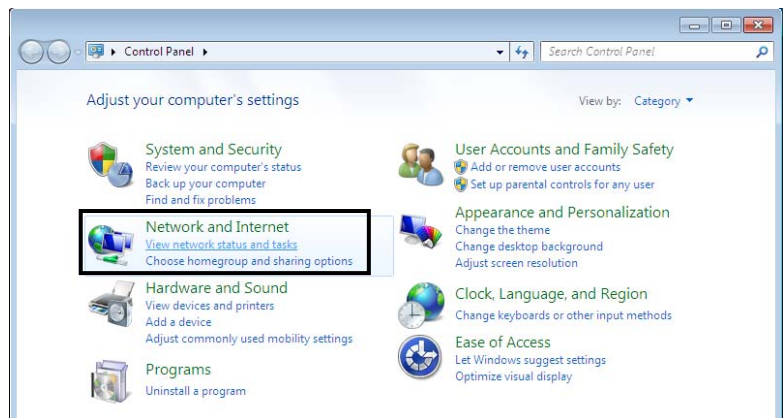 Control Panel
Search Control Panel
Adjust your computer's settings
View by: Category
System and Security
Review your computer's status
Back up your computer
Find and fix problems
Network and Internet
View network status and tasks
Choose homegroup and sharing options
Hardware and Sound
View devices and printers
Add a device
Adjust commonly used mobility settings
Programs
Uninstall a program
User Accounts and Family Safety
Add or remove user accounts
Set up parental controls for any user
Appearance and Personalization
Change the theme
Change desktop background
Adjust screen resolution
Clock, Language, and Region
Change keyboards or other input methods
Ease of Access
Let Windows suggest settings
Optimize visual display